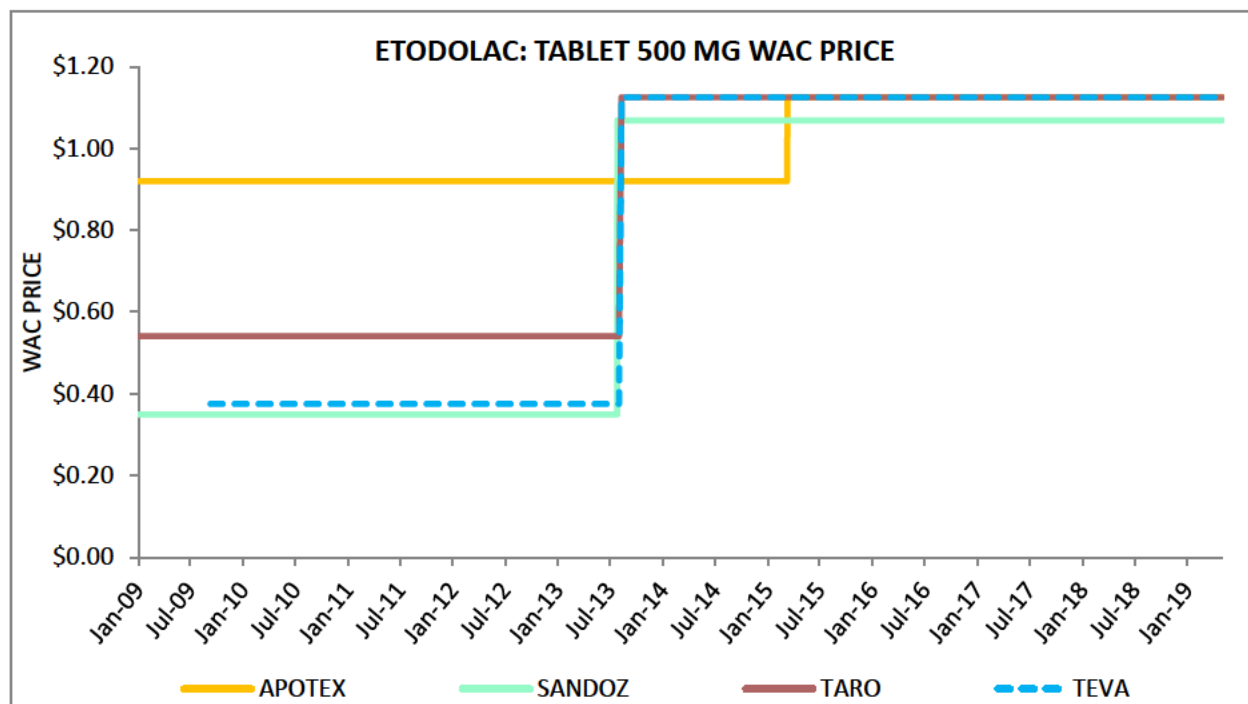 ETODOLAC: TABLET 500 MG WAC PRICE
$1.20
$1.00
$0.80
$0.60
$0.40
$0.20
$0.00
WAC PRICE
Jan-09 Jul-09 Jan-10 Jul-10 Jan-11 Jul-11 Jan-12 Jul-12 Jan-13 Jul-13 Jan-14 Jul-14 Jan-15 Jul-15 Jan-16 Jul-16 Jan-17 Jul-17 Jan-18 Jul-18 Jan-19
APOTEX SANDOZ TARO TEVA